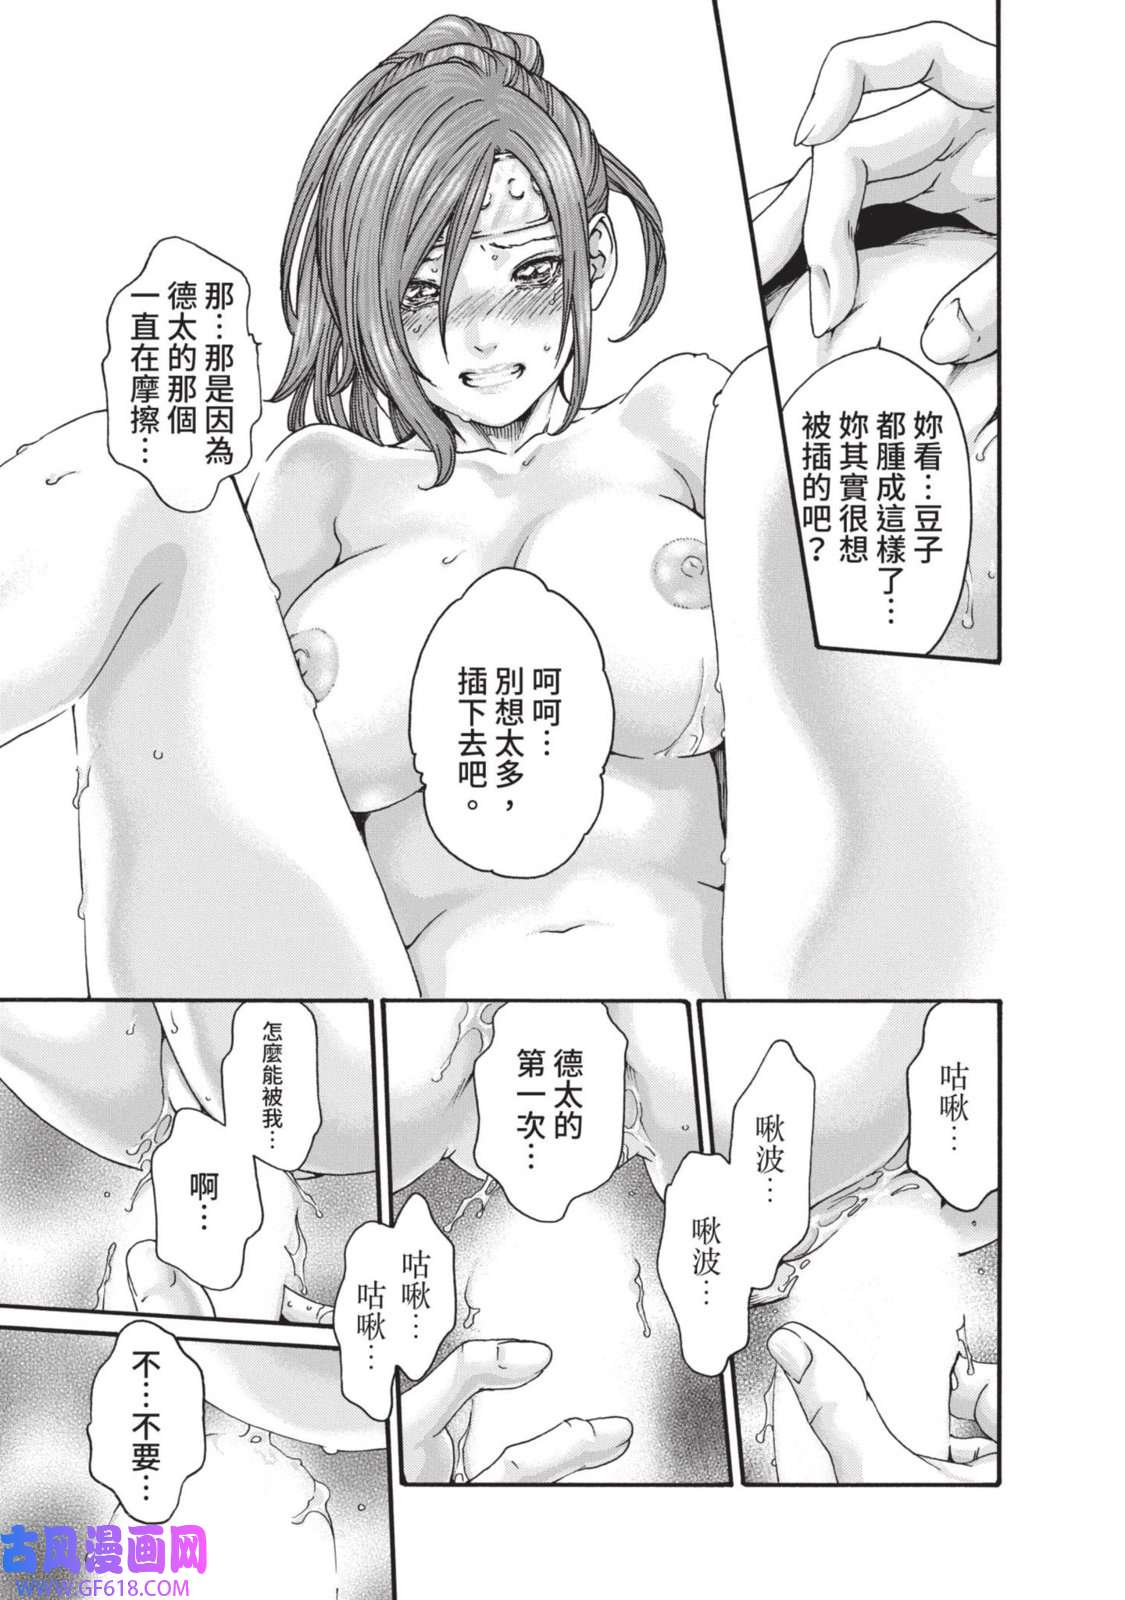 妳看…豆子
都腫成這樣了…
妳其實很想
被插的吧？
那…那是因為
德太的那個
一直在摩擦…
呵呵…
別想太多，
插下去吧。
咕啾…
啾波…
啾波…
德太的
第一次…
咕啾…
咕啾…
怎麼能被我…
啊…
不…不要…
古风漫画网
WWW.GF618.COM